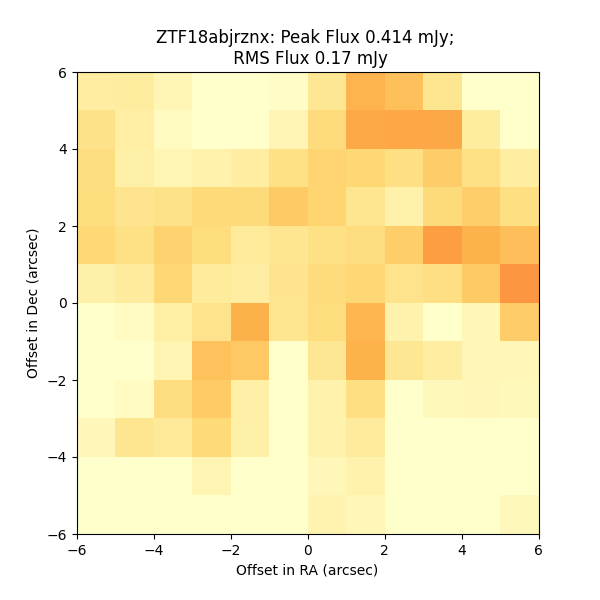 ZTF18abjrznx: Peak Flux 0.414 mJy;
RMS Flux 0.17 mJy
6
4
2
0
−2
−4
−6
Offset in Dec (arcsec)
−6 −4 −2 0 2 4 6
Offset in RA (arcsec)